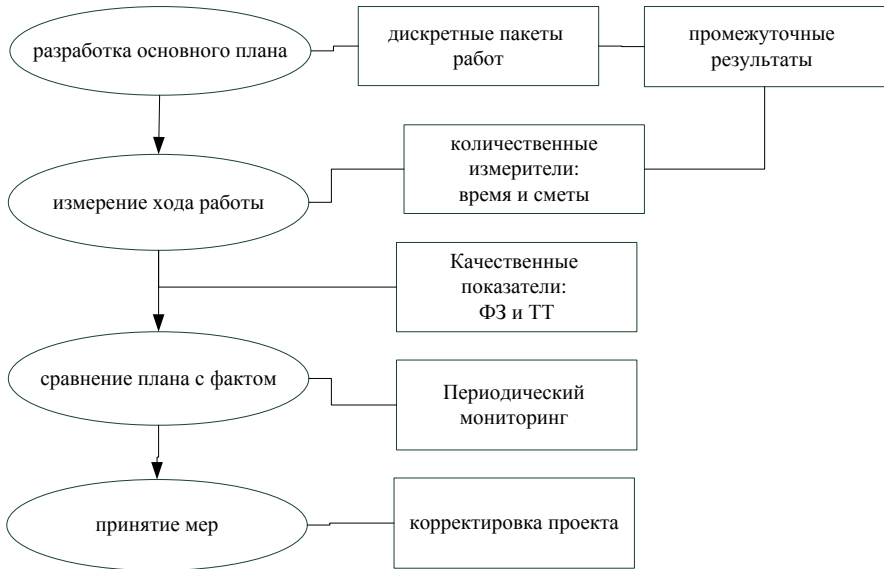 разработка основного плана
дискретные пакеты
работ
промежуточные
результаты
измерение хода работы
количественные
измерители:
время и сметы
Качественные
показатели:
ФЗ и ТТ
сравнение плана с фактом
Периодический
мониторинг
принятие мер
корректировка проекта